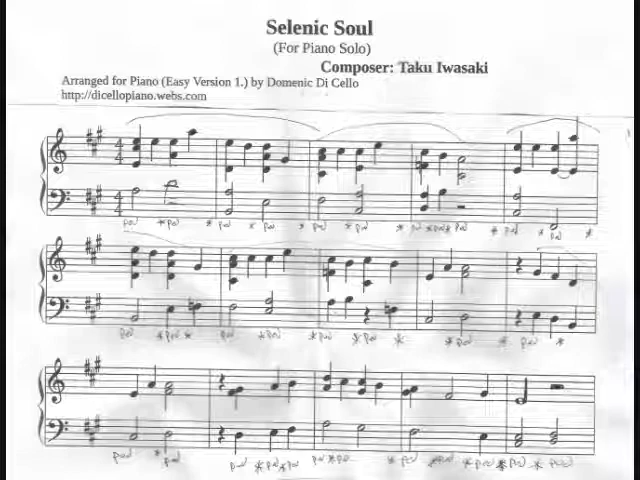 Selenic Soul
(For Piano Solo)
Composer: Taku Iwasaki
Arranged for Piano (Easy Version 1.) by Domenic Di Cello
http://dicellopiano.webs.com